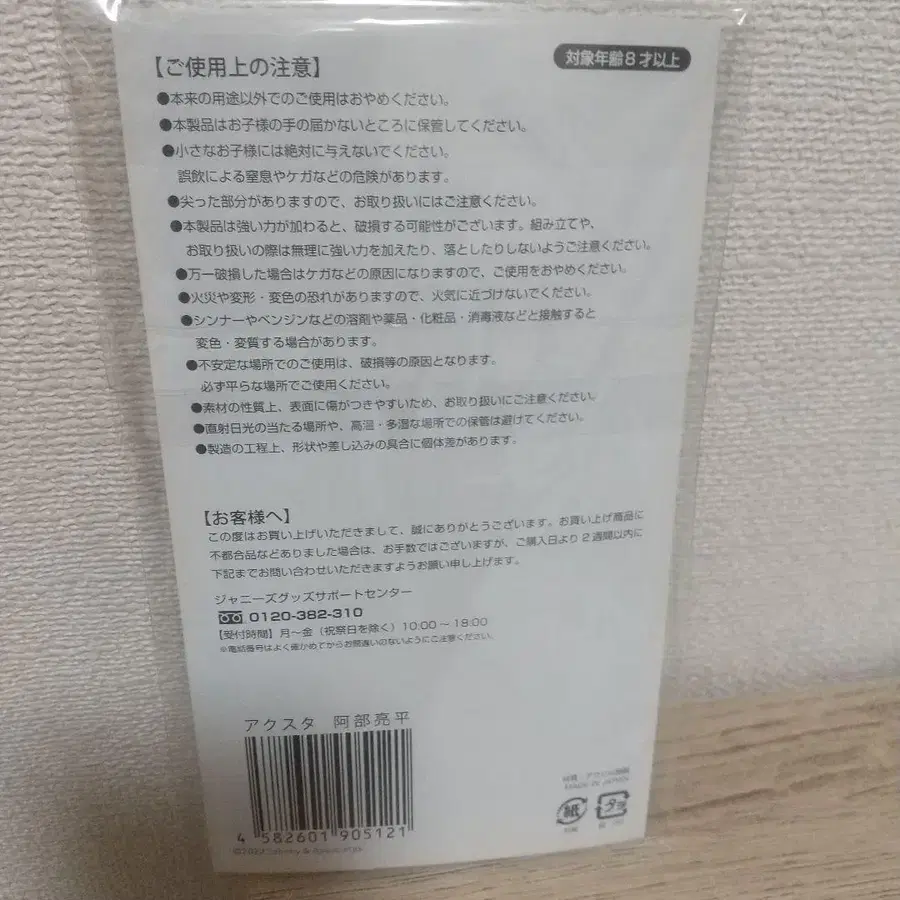 対象年齢8才以上
【ご使用上の注意】
●本来の用途以外でのご使用はおやめください。
●本製品はお子様の手の届かないところに保管してください。
●小さなお子様には絶対に与えないでください。
誤飲による窒息やケガなどの危険があります。
●尖った部分がありますので、お取り扱いにはご注意ください。
●本製品は強い力が加わると、破損する可能性がございます。組み立てや、
お取り扱いの際は無理に強い力を加えたり、落としたりしないようご注意ください。
●万一破損した場合はケガなどの原因になりますので、ご使用をおやめください。
●火災や変形・変色の恐れがありますので、火気に近づけないでください。
●シンナーやベンジンなどの溶剤や薬品・化粧品・消毒液などと接触すると
変色・変質する場合があります。
●不安定な場所でのご使用は、破損等の原因となります。
必ず平らな場所でご使用ください。
●素材の性質上、表面に傷がつきやすいため、お取り扱いにご注意ください。
●直射日光の当たる場所や、高温・多湿な場所での保管は避けてください。
●製造の工程上、形状や差し込みの具合に個体差があります。
【お客様へ】
この度はお買い上げいただきまして、誠にありがとうございます。お買い上げ商品に
不都合品などありました場合は、お手数ではございますが、ご購入日より2週間以内に
下記までお問い合わせいただきますようお願い申し上げます。
ジャニーズグッズサポートセンター
0120-382-310
【受付時間】月〜金（祝祭日を除く）10:00〜18:00
※電話番号はよく確かめてからお間違いのないようにご注意ください。
アクスタ 阿部亮平
4 582601 905121
MADE IN JAPAN
紙
プラ